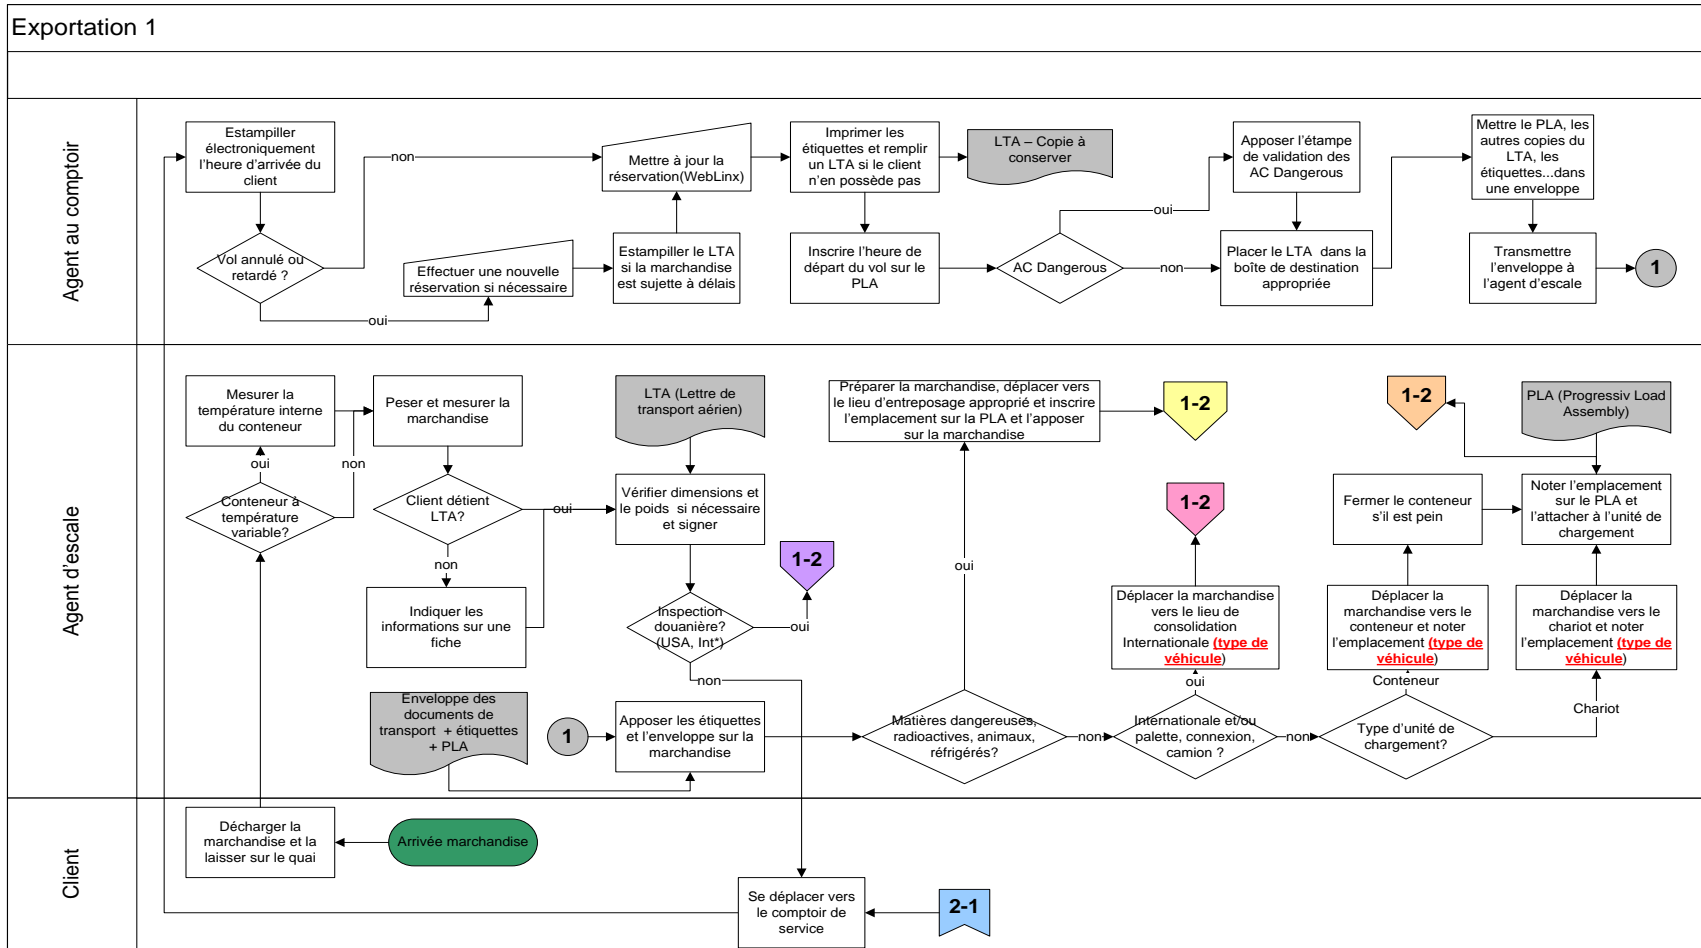 Exportation 1
Agent au comptoir
Estampiller
électroniquement
l'heure d'arrivée du
client
non
Mettre à jour la
réservation(WebLinx)
Imprimer les
étiquettes et remplir
un LTA si le client
n'en possède pas
LTA – Copie à
conserver
Apposer l'étampe
de validation des
AC Dangerous
Mettre le PLA, les
autres copies du
LTA, les
étiquettes...dans
une enveloppe
oui
Vol annulé ou
retardé ?
Effectuer une nouvelle
réservation si nécessaire
Estampiller le LTA
si la marchandise
est sujette à délais
Inscrire l'heure de
départ du vol sur le
PLA
AC Dangerous
non
Placer le LTA dans la
boîte de destination
appropriée
Transmettre
l'enveloppe à
l'agent d'escale
1
oui
Agent d'escale
Mesurer la
température interne
du conteneur
Peser et mesurer la
marchandise
LTA (Lettre de
transport aérien)
Préparer la marchandise, déplacer vers
le lieu d'entreposage approprié et inscrire
l'emplacement sur la PLA et l'apposer
sur la marchandise
1-2
1-2
PLA (Progressiv Load
Assembly)
oui
non
Conteneur à
température
variable?
Client détient
LTA?
oui
Vérifier dimensions et
le poids si nécessaire
et signer
1-2
Fermer le conteneur
s'il est pein
Noter l'emplacement
sur le PLA et
l'attacher à l'unité de
chargement
1-2
non
oui
Indiquer les
informations sur une
fiche
Inspection
douanière?
(USA, Int*)
oui
Déplacer la marchandise
vers le lieu de
consolidation
Internationale (type de
véhicule)
Déplacer la
marchandise vers le
conteneur et noter
l'emplacement (type de
véhicule)
Déplacer la
marchandise vers le
chariot et noter
l'emplacement (type de
véhicule)
non
oui
Conteneur
Chariot
Enveloppe des
documents de
transport + étiquettes
+ PLA
1
Apposer les étiquettes
et l'enveloppe sur la
marchandise
Matières dangereuses,
radioactives, animaux,
réfrigérés?
non
Internationale et/ou
palette, connexion,
camion ?
non
Type d'unité de
chargement?
Client
Décharger la
marchandise et la
laisser sur le quai
Arrivée marchandise
Se déplacer vers
le comptoir de
service
2-1